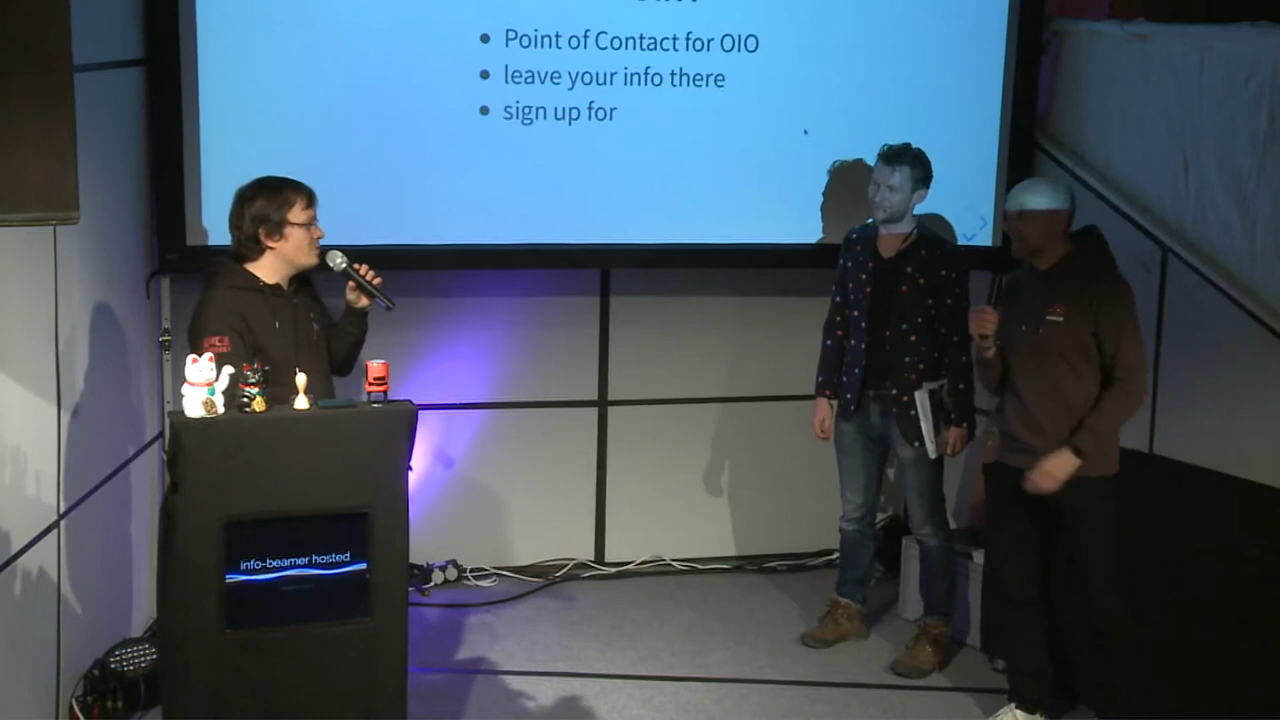 Point of Contact for OIO
leave your info there
sign up for
info-beamer hosted